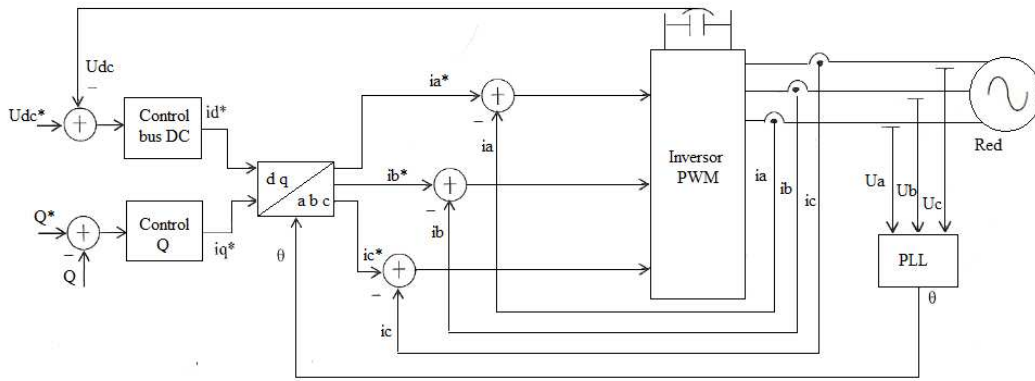 Udc
Udc*
Control
bus DC
id*
Q*
Q
Control
Q
iq*
d q
a b c
θ
ia*
ia
ib*
ib
ic*
ic
Inversor
PWM
ia
ib
ic
Red
Ua
Ub
Uc
PLL
θ